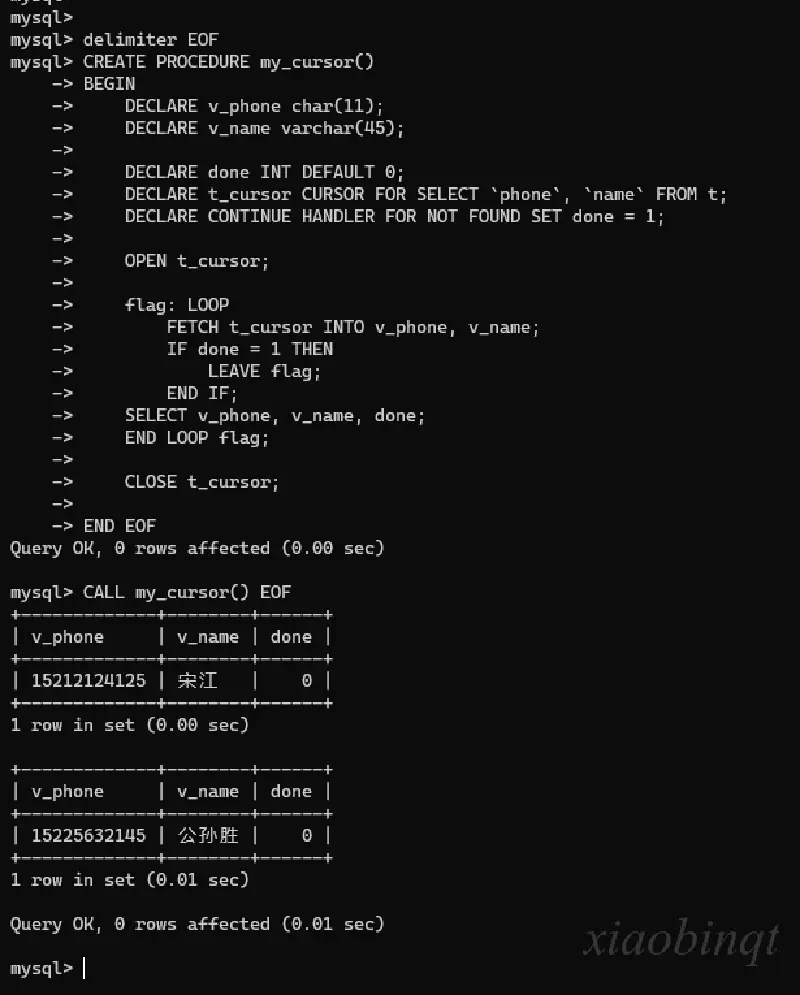 mysql>
mysql> delimiter EOF
mysql> CREATE PROCEDURE my_cursor()
    -> BEGIN
    ->     DECLARE v_phone char(11);
    ->     DECLARE v_name varchar(45);
    ->
    ->     DECLARE done INT DEFAULT 0;
    ->     DECLARE t_cursor CURSOR FOR SELECT `phone`, `name` FROM t;
    ->     DECLARE CONTINUE HANDLER FOR NOT FOUND SET done = 1;
    ->
    ->     OPEN t_cursor;
    ->
    ->     flag: LOOP
    ->         FETCH t_cursor INTO v_phone, v_name;
    ->         IF done = 1 THEN
    ->             LEAVE flag;
    ->         END IF;
    ->     SELECT v_phone, v_name, done;
    ->     END LOOP flag;
    ->
    ->     CLOSE t_cursor;
    ->
    -> END EOF
Query OK, 0 rows affected (0.00 sec)

mysql> CALL my_cursor() EOF
+-------------+--------+------+
| v_phone     | v_name | done |
+-------------+--------+------+
| 15212124125 | 宋江   |    0 |
+-------------+--------+------+
1 row in set (0.00 sec)

+-------------+--------+------+
| v_phone     | v_name | done |
+-------------+--------+------+
| 15225632145 | 公孙胜 |    0 |
+-------------+--------+------+
1 row in set (0.01 sec)

Query OK, 0 rows affected (0.01 sec)

mysql>
xiaobinqt